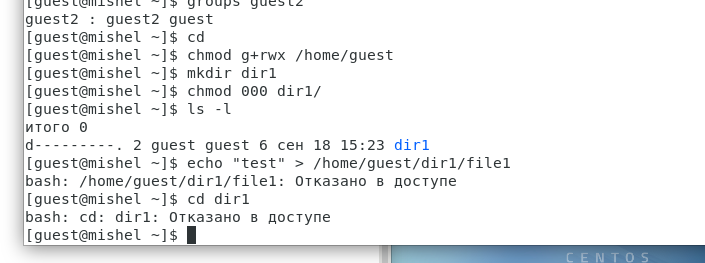 [guest@mishel ~]$ groups guest2
guest2 : guest2 guest
[guest@mishel ~]$ cd
[guest@mishel ~]$ chmod g+rwx /home/guest
[guest@mishel ~]$ mkdir dir1
[guest@mishel ~]$ chmod 000 dir1/
[guest@mishel ~]$ ls -l
итого 0
d---------. 2 guest guest 6 сен 18 15:23 dir1
[guest@mishel ~]$ echo "test" > /home/guest/dir1/file1
bash: /home/guest/dir1/file1: Отказано в доступе
[guest@mishel ~]$ cd dir1
bash: cd: dir1: Отказано в доступе
[guest@mishel ~]$
CENTOS